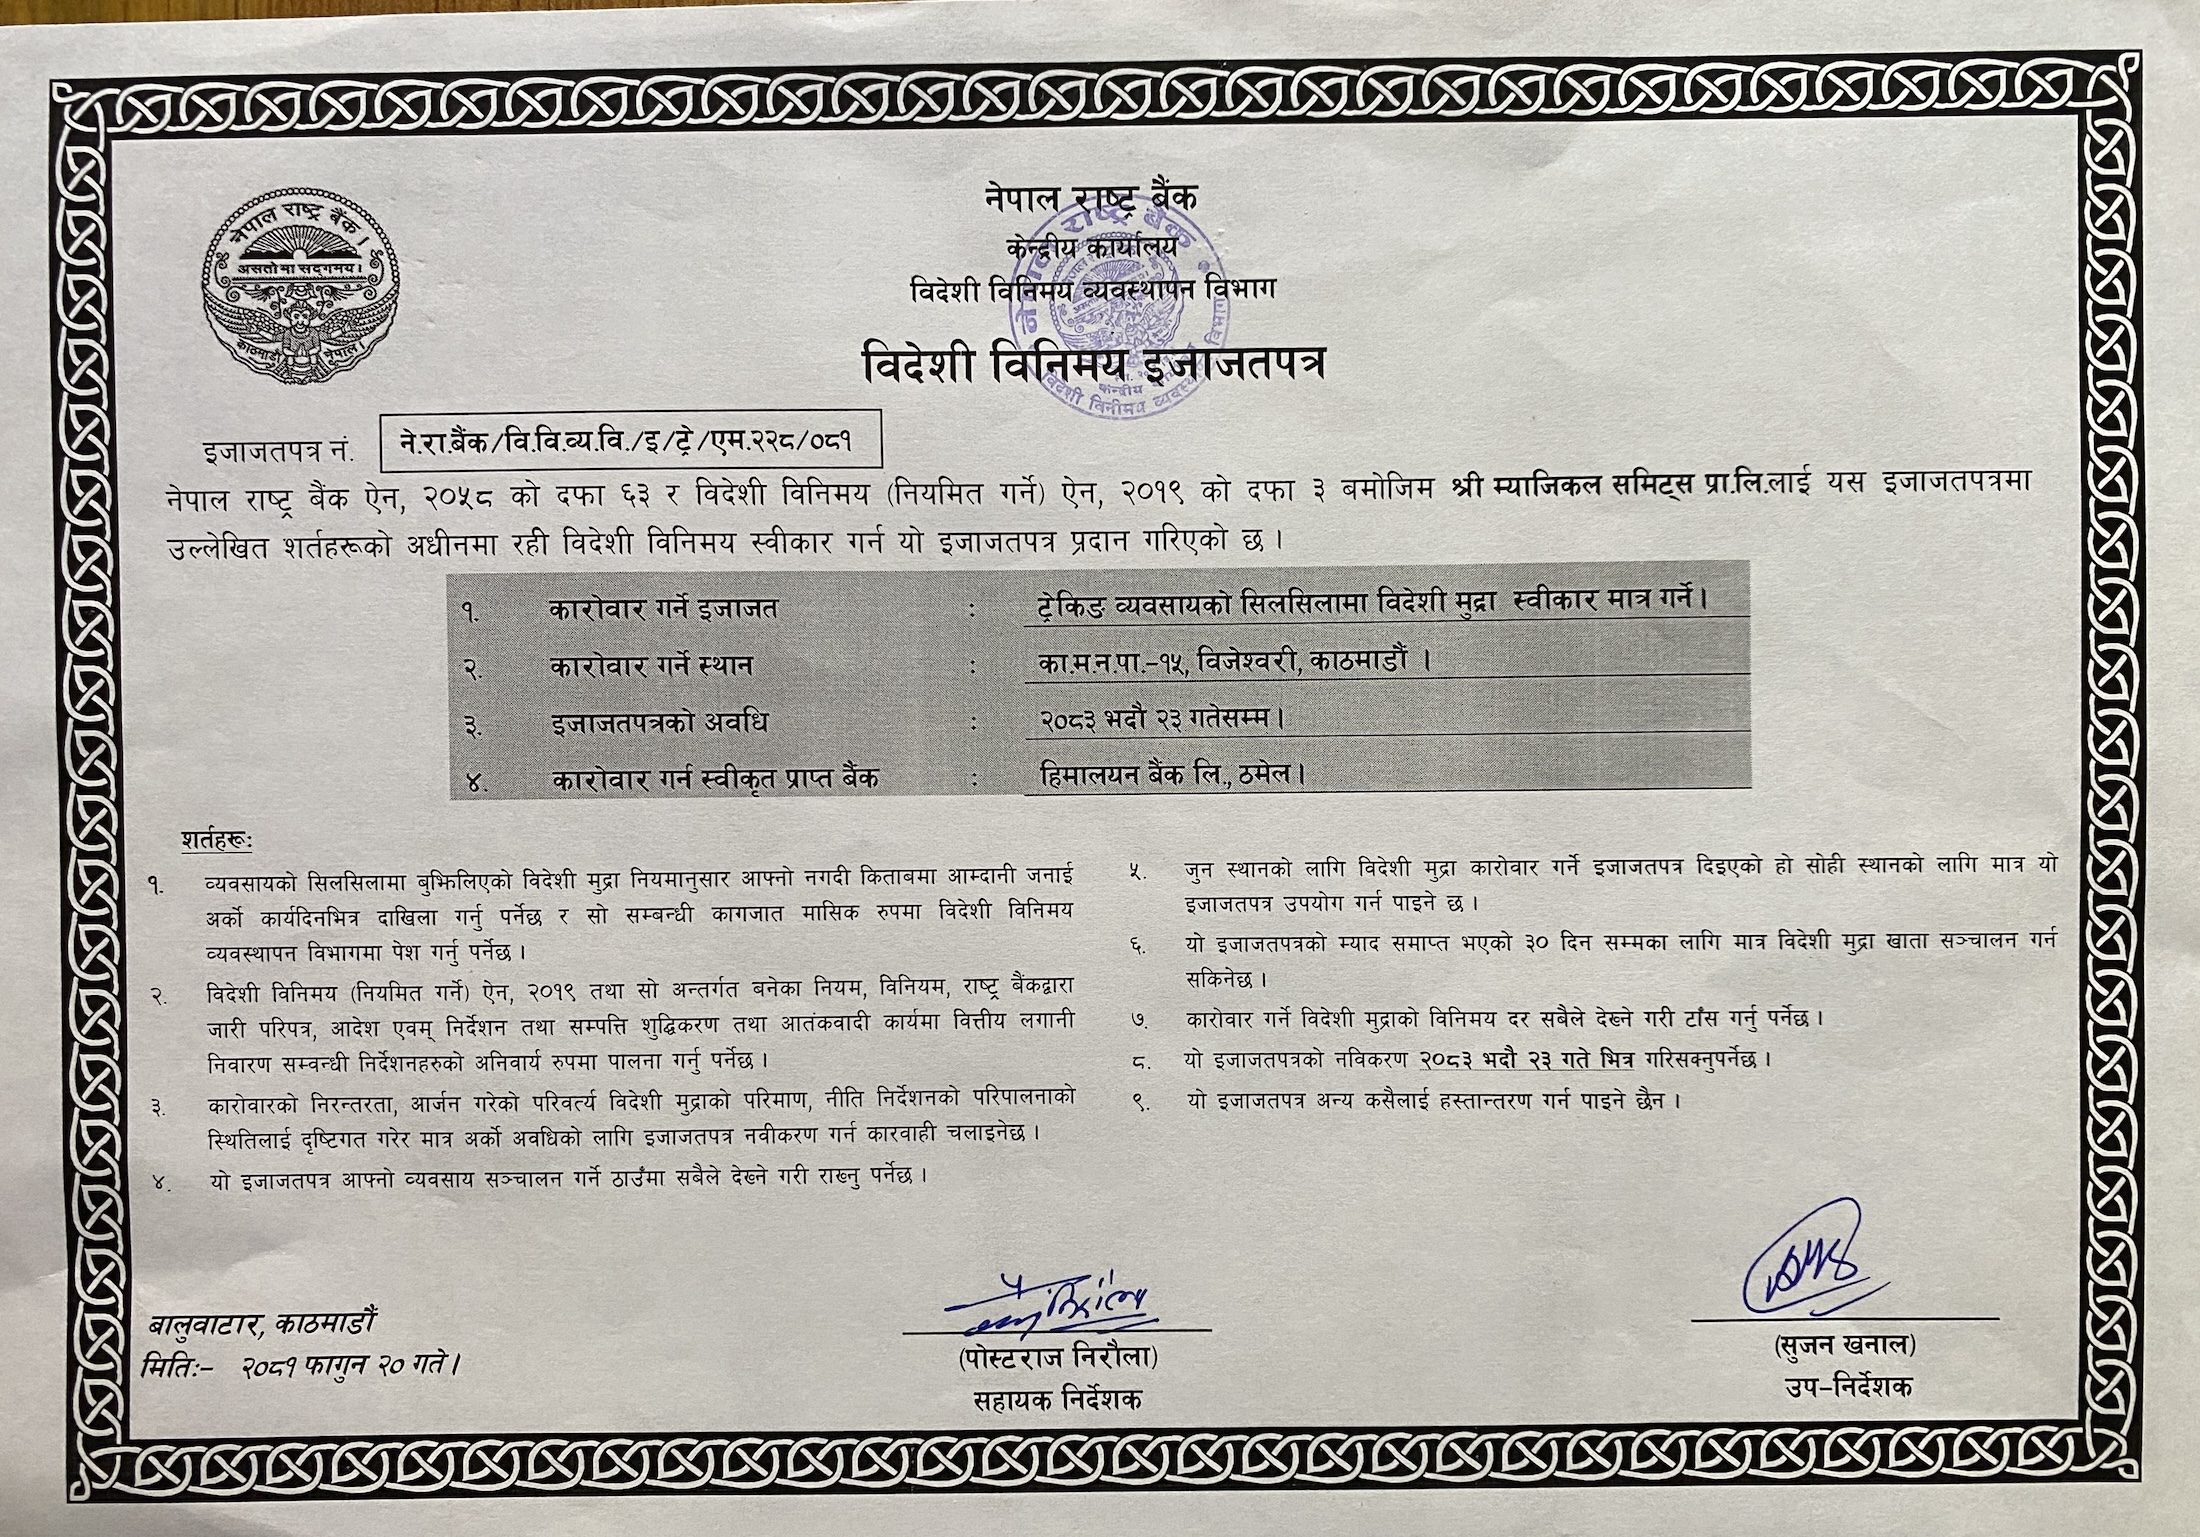 नेपाल राष्ट्र बैंक
केन्द्रीय कार्यालय
विदेशी विनिमय व्यवस्थापन विभाग
विदेशी विनिमय इजाजतपत्र
नेपाल राष्ट्र बैंक।
असतोमा सद्गमय।
काठमाडौं नेपाल।
इजाजतपत्र नं. ने.रा.बैंक/वि.वि.व्य.वि./इ/ट्रे/एम.२२८/०८१
नेपाल राष्ट्र बैंक ऐन, २०५८ को दफा ६३ र विदेशी विनिमय (नियमित गर्ने) ऐन, २०१९ को दफा ३ बमोजिम श्री म्याजिकल समिट्स प्रा.लि.लाई यस इजाजतपत्रमा
उल्लेखित शर्तहरूको अधीनमा रही विदेशी विनिमय स्वीकार गर्न यो इजाजतपत्र प्रदान गरिएको छ।
१. कारोवार गर्ने इजाजत : ट्रेकिङ व्यवसायको सिलसिलामा विदेशी मुद्रा स्वीकार मात्र गर्ने।
२. कारोवार गर्ने स्थान : का.म.न.पा.-१५, विजेश्वरी, काठमाडौं ।
३. इजाजतपत्रको अवधि : २०८३ भदौ २३ गतेसम्म।
४. कारोवार गर्न स्वीकृत प्राप्त बैंक : हिमालयन बैंक लि., ठमेल।
शर्तहरू:
१. व्यवसायको सिलसिलामा बुझिलिएको विदेशी मुद्रा नियमानुसार आफ्नो नगदी किताबमा आम्दानी जनाई
अर्को कार्यदिनभित्र दाखिला गर्नु पर्नेछ र सो सम्बन्धी कागजात मासिक रुपमा विदेशी विनिमय
व्यवस्थापन विभागमा पेश गर्नु पर्नेछ।
२. विदेशी विनिमय (नियमित गर्ने) ऐन, २०१९ तथा सो अन्तर्गत बनेका नियम, विनियम, राष्ट्र बैंकद्वारा
जारी परिपत्र, आदेश एवम् निर्देशन तथा सम्पत्ति शुद्धिकरण तथा आतंकवादी कार्यमा वित्तीय लगानी
निवारण सम्वन्धी निर्देशनहरुको अनिवार्य रुपमा पालना गर्नु पर्नेछ।
३. कारोवारको निरन्तरता, आर्जन गरेको परिवर्त्य विदेशी मुद्राको परिमाण, नीति निर्देशनको परिपालनाको
स्थितिलाई दृष्टिगत गरेर मात्र अर्को अवधिको लागि इजाजतपत्र नवीकरण गर्न कारवाही चलाइनेछ।
४. यो इजाजतपत्र आफ्नो व्यवसाय सञ्चालन गर्ने ठाउँमा सबैले देख्ने गरी राख्नु पर्नेछ।
५. जुन स्थानको लागि विदेशी मुद्रा कारोवार गर्ने इजाजतपत्र दिइएको हो सोही स्थानको लागि मात्र यो
इजाजतपत्र उपयोग गर्न पाइने छ।
६. यो इजाजतपत्रको म्याद समाप्त भएको ३० दिन सम्मका लागि मात्र विदेशी मुद्रा खाता सञ्चालन गर्न
सकिनेछ।
७. कारोवार गर्ने विदेशी मुद्राको विनिमय दर सबैले देख्ने गरी टाँस गर्नु पर्नेछ।
८. यो इजाजतपत्रको नविकरण २०८३ भदौ २३ गते भित्र गरिसक्नुपर्नेछ।
९. यो इजाजतपत्र अन्य कसैलाई हस्तान्तरण गर्न पाइने छैन।
बालुवाटार, काठमाडौं
मिति:- २०८१ फागुन २० गते।
(पोस्टराज निरौला)
सहायक निर्देशक
(सुजन खनाल)
उप-निर्देशक